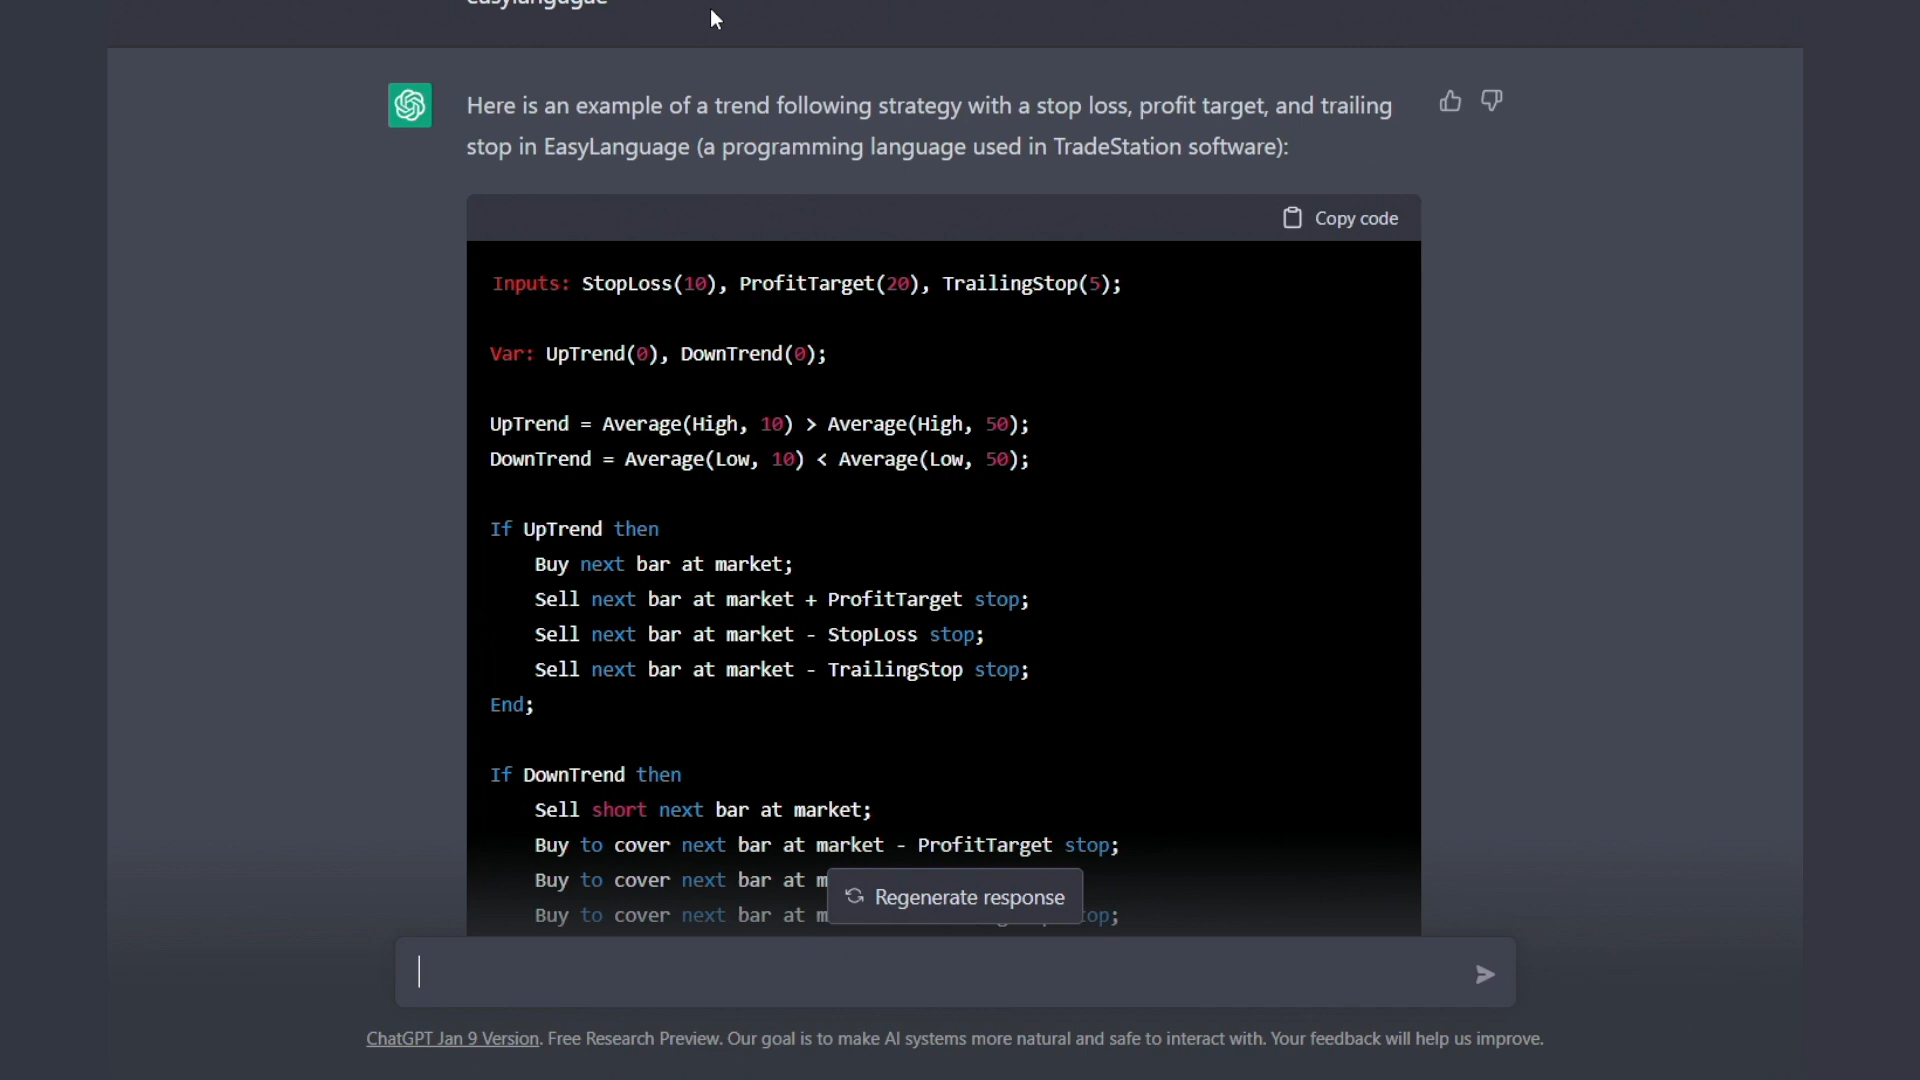 easylangugae
Here is an example of a trend following strategy with a stop loss, profit target, and trailing
stop in EasyLanguage (a programming language used in TradeStation software):
Copy code
Inputs: StopLoss(10), ProfitTarget(20), TrailingStop(5);
Var: UpTrend(0), DownTrend(0);
UpTrend = Average(High, 10) > Average(High, 50);
DownTrend = Average(Low, 10) < Average(Low, 50);
If UpTrend then
Buy next bar at market;
Sell next bar at market + ProfitTarget stop;
Sell next bar at market - StopLoss stop;
Sell next bar at market - TrailingStop stop;
End;
If DownTrend then
Sell short next bar at market;
Buy to cover next bar at market - ProfitTarget stop;
Buy to cover next bar at
Buy to cover next bar at
Regenerate response
ChatGPT Jan 9 Version. Free Research Preview. Our goal is to make AI systems more natural and safe to interact with. Your feedback will help us improve.